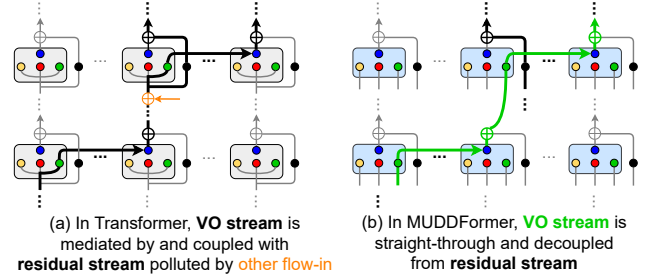 (a) In Transformer, VO stream is
mediated by and coupled with
residual stream polluted by other flow-in
(b) In MUDDFormer, VO stream is
straight-through and decoupled
from residual stream